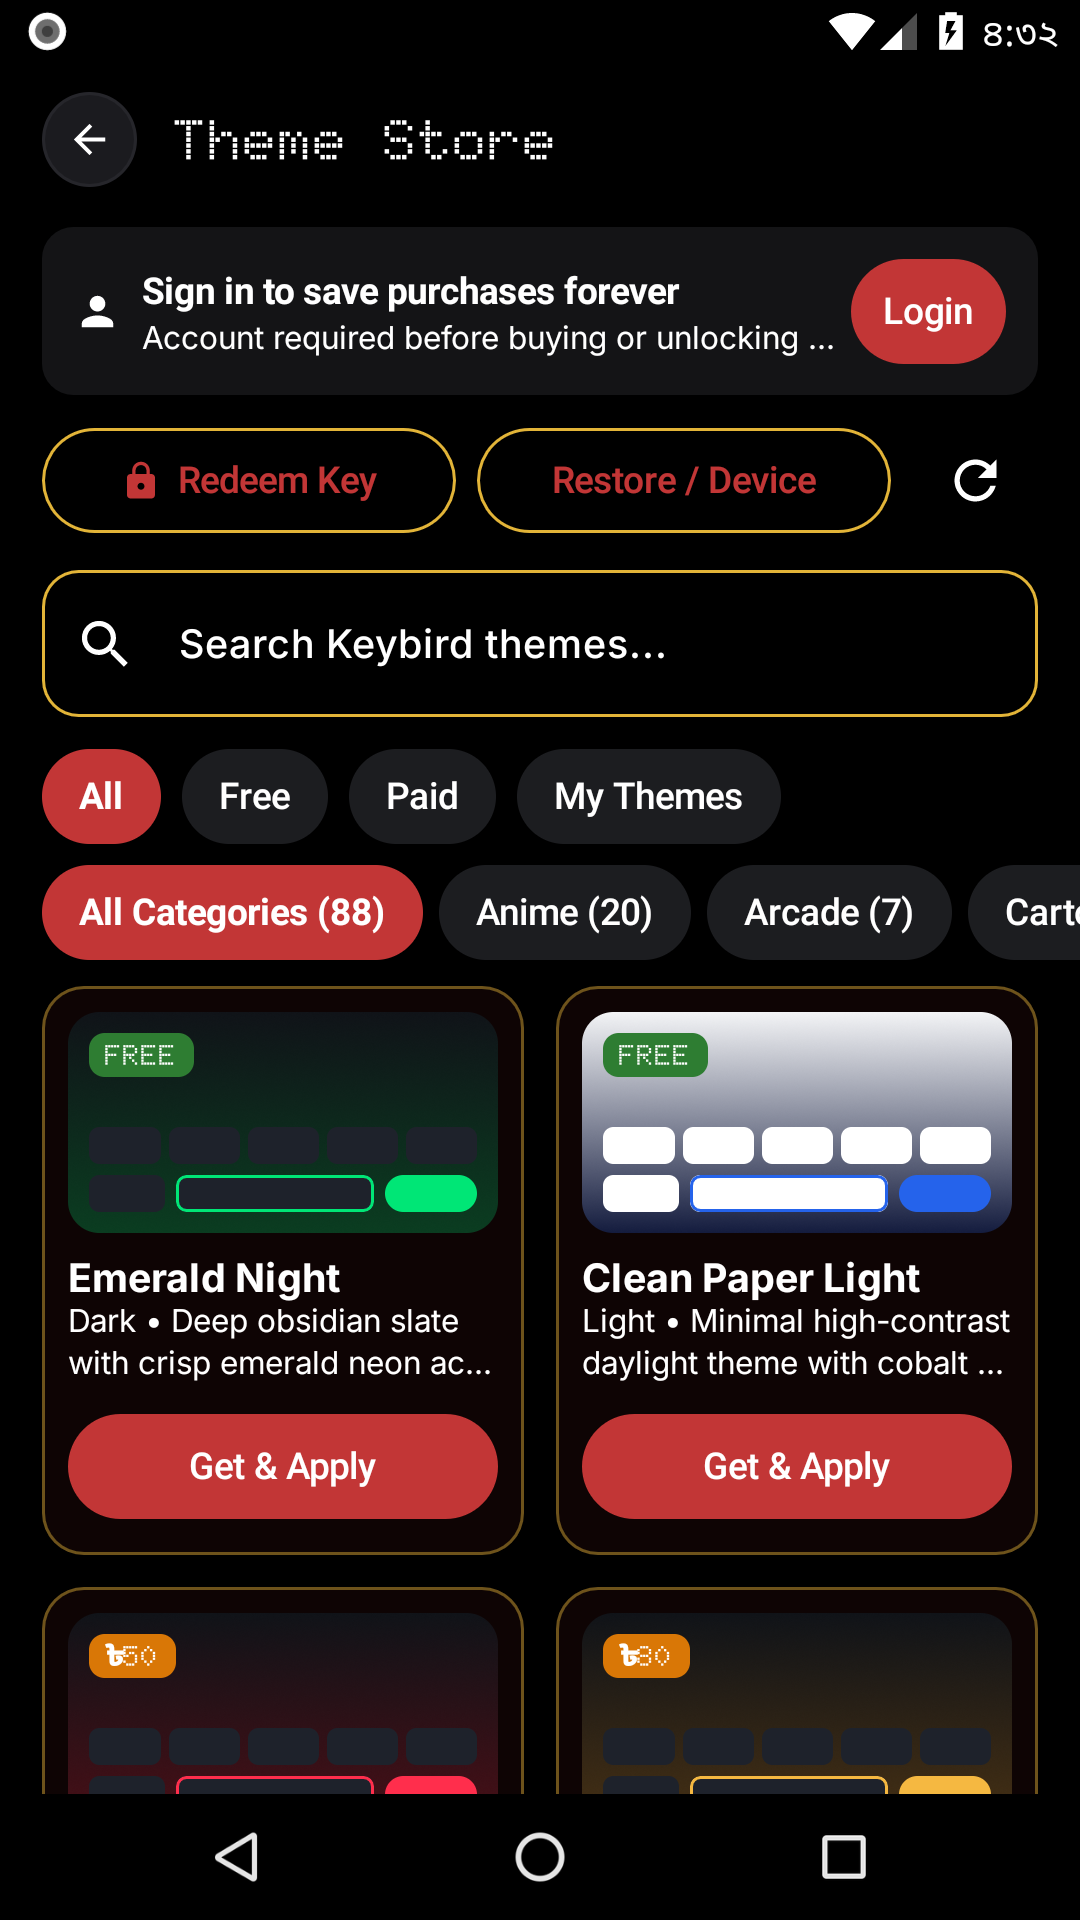 ৪:৩২
Theme Store
Sign in to save purchases forever
Account required before buying or unlocking ...
Login
Redeem Key
Restore / Device
Search Keybird themes...
All
Free
Paid
My Themes
All Categories (88)
Anime (20)
Arcade (7)
Carto
FREE
FREE
Emerald Night
Dark • Deep obsidian slate
with crisp emerald neon ac...
Clean Paper Light
Light • Minimal high-contrast
daylight theme with cobalt ...
Get & Apply
Get & Apply
৳50
৳30